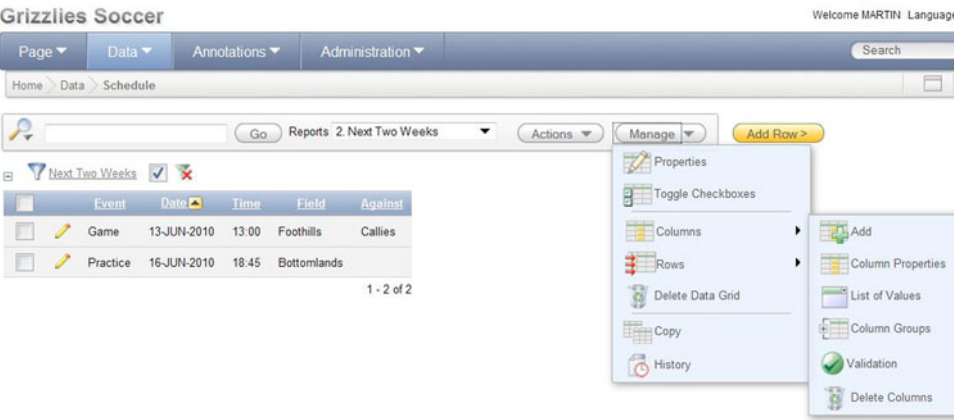 Grizzlies Soccer
Welcome MARTIN Language
Page Data Annotations Administration Search
Home Data Schedule
Go Reports 2. Next Two Weeks Actions Manage Add Row >
Next Two Weeks
Event Date Time Field Against
Game 13-JUN-2010 13:00 Foothills Callies
Practice 16-JUN-2010 18:45 Bottomlands
1 - 2 of 2
Properties
Toggle Checkboxes
Columns
Rows
Delete Data Grid
Copy
History
Add
Column Properties
List of Values
Column Groups
Validation
Delete Columns